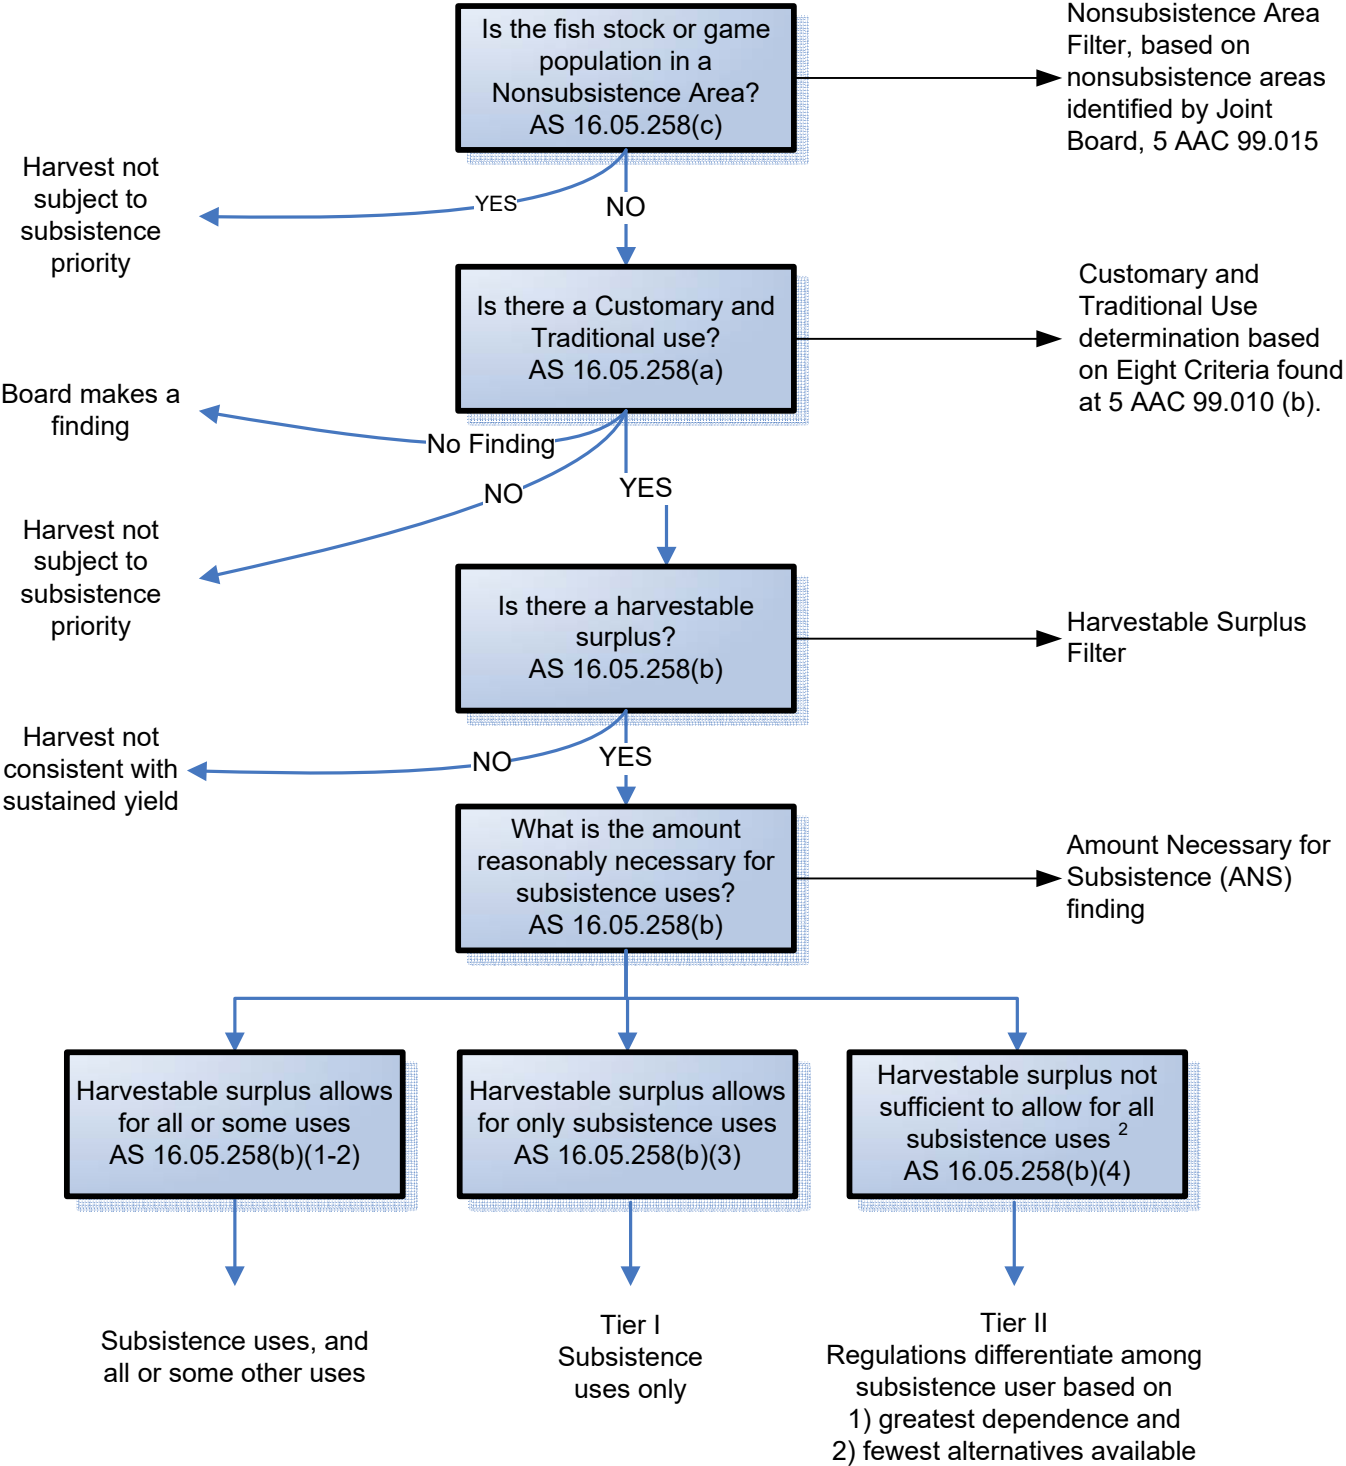 Is the fish stock or game
population in a
Nonsubsistence Area?
AS 16.05.258(c)
Nonsubsistence Area
Filter, based on
nonsubsistence areas
identified by Joint
Board, 5 AAC 99.015
Harvest not
subject to
subsistence
priority
YES
NO
Is there a Customary and
Traditional use?
AS 16.05.258(a)
Customary and
Traditional Use
determination based
on Eight Criteria found
at 5 AAC 99.010 (b).
Board makes a
finding
No Finding
NO
YES
Harvest not
subject to
subsistence
priority
Is there a harvestable
surplus?
AS 16.05.258(b)
Harvestable Surplus
Filter
Harvest not
consistent with
sustained yield
NO
YES
What is the amount
reasonably necessary for
subsistence uses?
AS 16.05.258(b)
Amount Necessary for
Subsistence (ANS)
finding
Harvestable surplus allows
for all or some uses
AS 16.05.258(b)(1-2)
Harvestable surplus allows
for only subsistence uses
AS 16.05.258(b)(3)
Harvestable surplus not
sufficient to allow for all
subsistence uses 2
AS 16.05.258(b)(4)
Subsistence uses, and
all or some other uses
Tier I
Subsistence
uses only
Tier II
Regulations differentiate among
subsistence user based on
1) greatest dependence and
2) fewest alternatives available